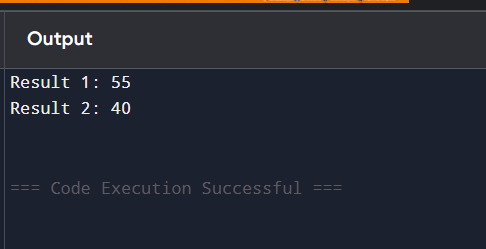 Output
Result 1: 55
Result 2: 40
=== Code Execution Successful ===